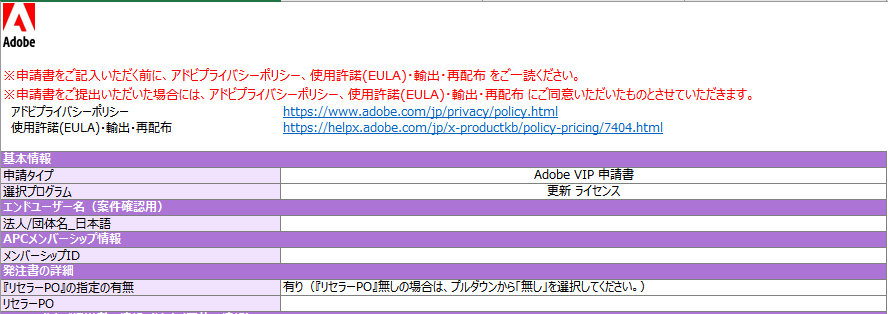 Adobe
※申請書をご記入いただく前に、アドビプライバシーポリシー、使用許諾(EULA)・輸出・再配布 をご一読ください。
※申請書をご提出いただいた場合には、アドビプライバシーポリシー、使用許諾(EULA)・輸出・再配布 にご同意いただいたものとさせていただきます。
アドビプライバシーポリシー https://www.adobe.com/jp/privacy/policy.html
使用許諾(EULA)・輸出・再配布 https://helpx.adobe.com/jp/x-productkb/policy-pricing/7404.html
基本情報
申請タイプ Adobe VIP 申請書
選択プログラム 更新 ライセンス
エンドユーザー名（案件確認用）
法人/団体名_日本語
APCメンバーシップ情報
メンバーシップID
発注書の詳細
『リセラーPO』の指定の有無 有り（『リセラーPO』無しの場合は、プルダウンから「無し」を選択してください。）
リセラーPO